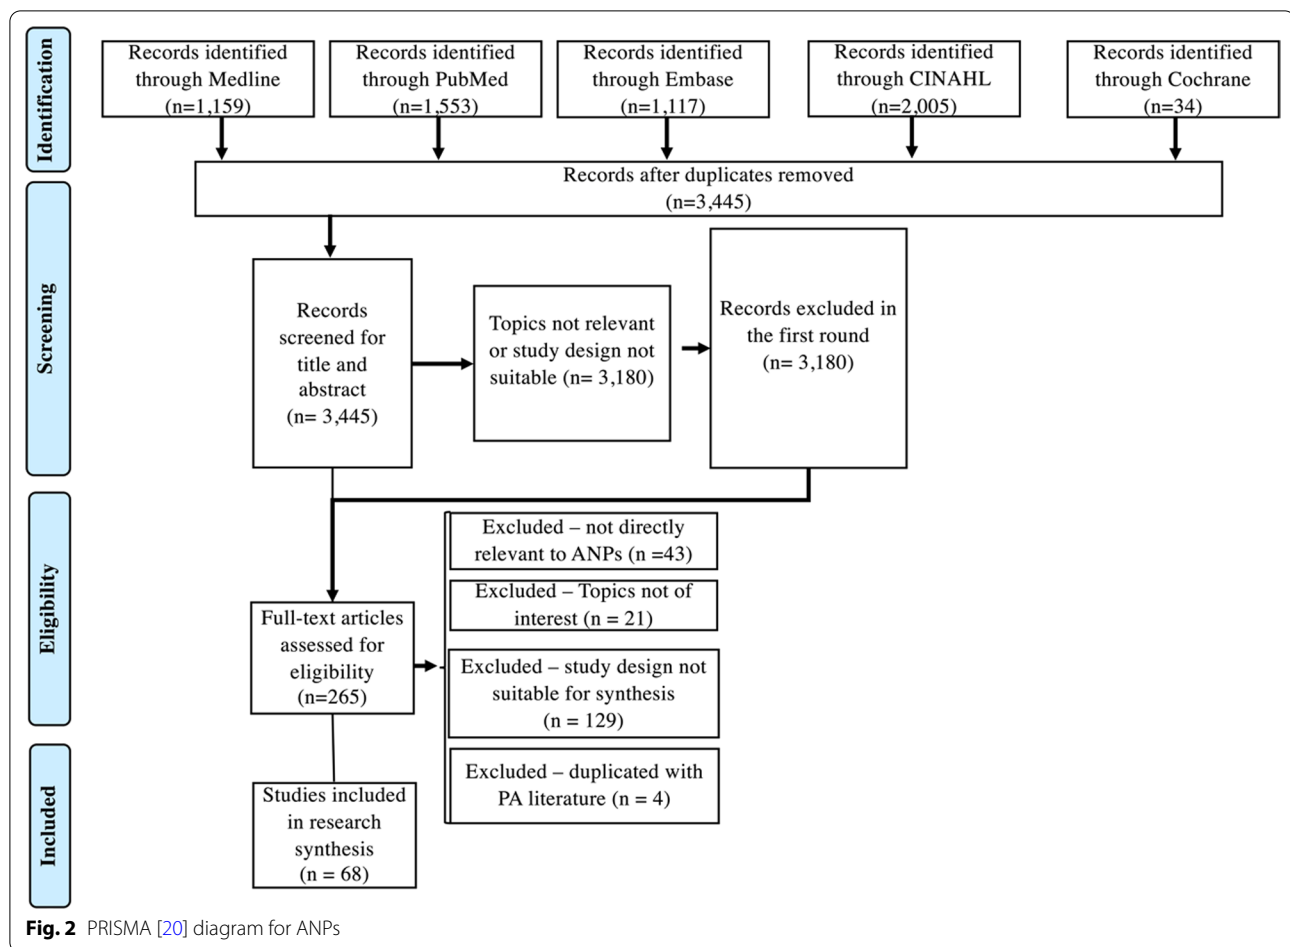 Identification
Records identified
through Medline
(n=1,159)
Records identified
through PubMed
(n=1,553)
Records identified
through Embase
(n=1,117)
Records identified
through CINAHL
(n=2,005)
Records identified
through Cochrane
(n=34)
Records after duplicates removed
(n=3,445)
Screening
Records
screened for
title and
abstract
(n= 3,445)
Topics not relevant
or study design not
suitable (n= 3,180)
Records excluded in
the first round
(n= 3,180)
Eligibility
Full-text articles
assessed for
eligibility
(n=265)
Excluded – not directly
relevant to ANPs (n =43)
Excluded – Topics not of
interest (n = 21)
Excluded – study design not
suitable for synthesis
(n = 129)
Excluded – duplicated with
PA literature (n = 4)
Included
Studies included
in research
synthesis
(n = 68)
Fig. 2 PRISMA [20] diagram for ANPs